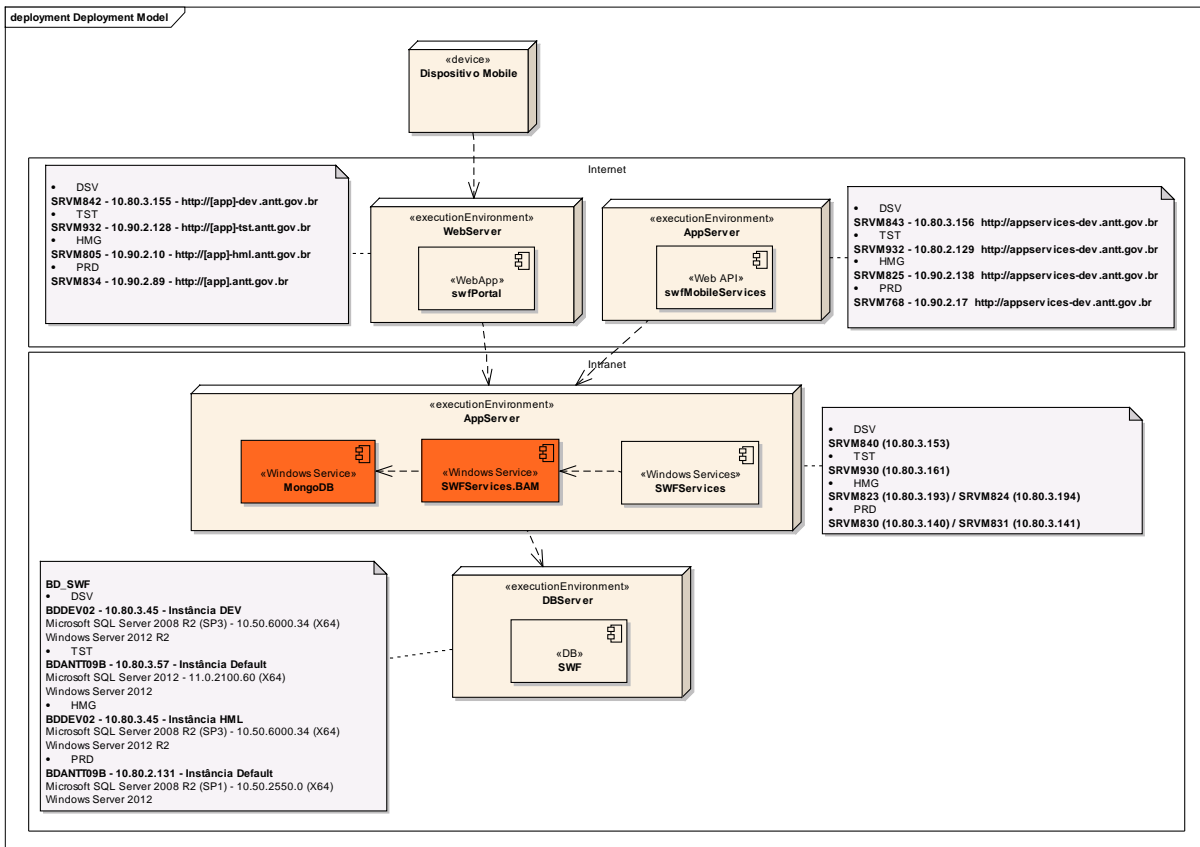 deployment Deployment Model
«device»
Dispositivo Mobile
Internet
• DSV
SRVM842 - 10.80.3.155 - http://[app]-dev.antt.gov.br
• TST
SRVM932 - 10.90.2.128 - http://[app]-tst.antt.gov.br
• HMG
SRVM805 - 10.90.2.10 - http://[app]-hml.antt.gov.br
• PRD
SRVM834 - 10.90.2.89 - http://[app].antt.gov.br
«executionEnvironment»
WebServer
«WebApp»
swfPortal
«executionEnvironment»
AppServer
«Web API»
swfMobileServices
• DSV
SRVM843 - 10.80.3.156 http://appservices-dev.antt.gov.br
• TST
SRVM932 - 10.80.2.129 http://appservices-dev.antt.gov.br
• HMG
SRVM825 - 10.90.2.138 http://appservices-dev.antt.gov.br
• PRD
SRVM768 - 10.90.2.17 http://appservices-dev.antt.gov.br
Intranet
«executionEnvironment»
AppServer
«Windows Service»
MongoDB
«Windows Service»
SWFServices.BAM
«Windows Services»
SWFServices
• DSV
SRVM840 (10.80.3.153)
• TST
SRVM930 (10.80.3.161)
• HMG
SRVM823 (10.80.3.193) / SRVM824 (10.80.3.194)
• PRD
SRVM830 (10.80.3.140) / SRVM831 (10.80.3.141)
BD_SWF
• DSV
BDDEV02 - 10.80.3.45 - Instância DEV
Microsoft SQL Server 2008 R2 (SP3) - 10.50.6000.34 (X64)
Windows Server 2012 R2
• TST
BDANTT09B - 10.80.3.57 - Instância Default
Microsoft SQL Server 2012 - 11.0.2100.60 (X64)
Windows Server 2012
• HMG
BDDEV02 - 10.80.3.45 - Instância HML
Microsoft SQL Server 2008 R2 (SP3) - 10.50.6000.34 (X64)
Windows Server 2012 R2
• PRD
BDANTT09B - 10.80.2.131 - Instância Default
Microsoft SQL Server 2008 R2 (SP1) - 10.50.2550.0 (X64)
Windows Server 2012
«executionEnvironment»
DBServer
«DB»
SWF